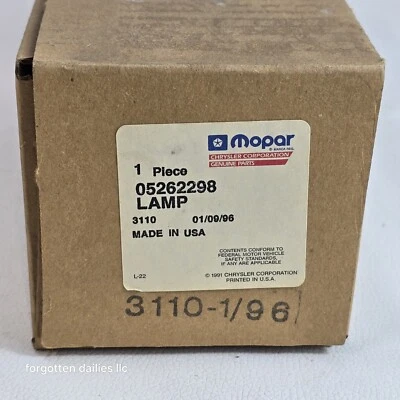 Mopar
CHRYSLER CORPORATION
GENUINE PARTS
1 Piece
05262298
LAMP
3110 01/09/96
MADE IN USA
CONTENTS CONFORM TO
FEDERAL MOTOR VEHICLE
SAFETY STANDARDS,
IF ANY ARE APPLICABLE
L-22
© 1991 CHRYSLER CORPORATION
PRINTED IN U.S.A.
3110-1/96
forgotten dailies llc